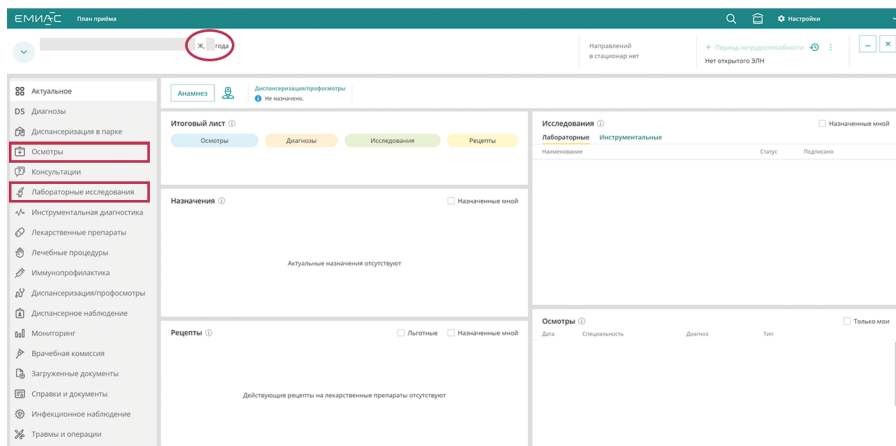 ЕМИАС План приёма Настройки
Ж, года
Направлений
в стационар нет
+ Период нетрудоспособности
Нет открытого ЭЛН
Актуальное
DS Диагнозы
Диспансеризация в парке
Осмотры
Консультации
Лабораторные исследования
Инструментальная диагностика
Лекарственные препараты
Лечебные процедуры
Иммунопрофилактика
Диспансеризация/профосмотры
Диспансерное наблюдение
Мониторинг
Врачебная комиссия
Загруженные документы
Справки и документы
Инфекционное наблюдение
Травмы и операции
Анамнез
Диспансеризация/профосмотры
Не назначено.
Итоговый лист
Осмотры Диагнозы Исследования Рецепты
Назначения Назначенные мной
Актуальные назначения отсутствуют
Рецепты Льготные Назначенные мной
Действующие рецепты на лекарственные препараты отсутствуют
Исследования Назначенные мной
Лабораторные Инструментальные
Наименование Статус Подписано
Осмотры Только мои
Дата Специальность Диагноз Тип